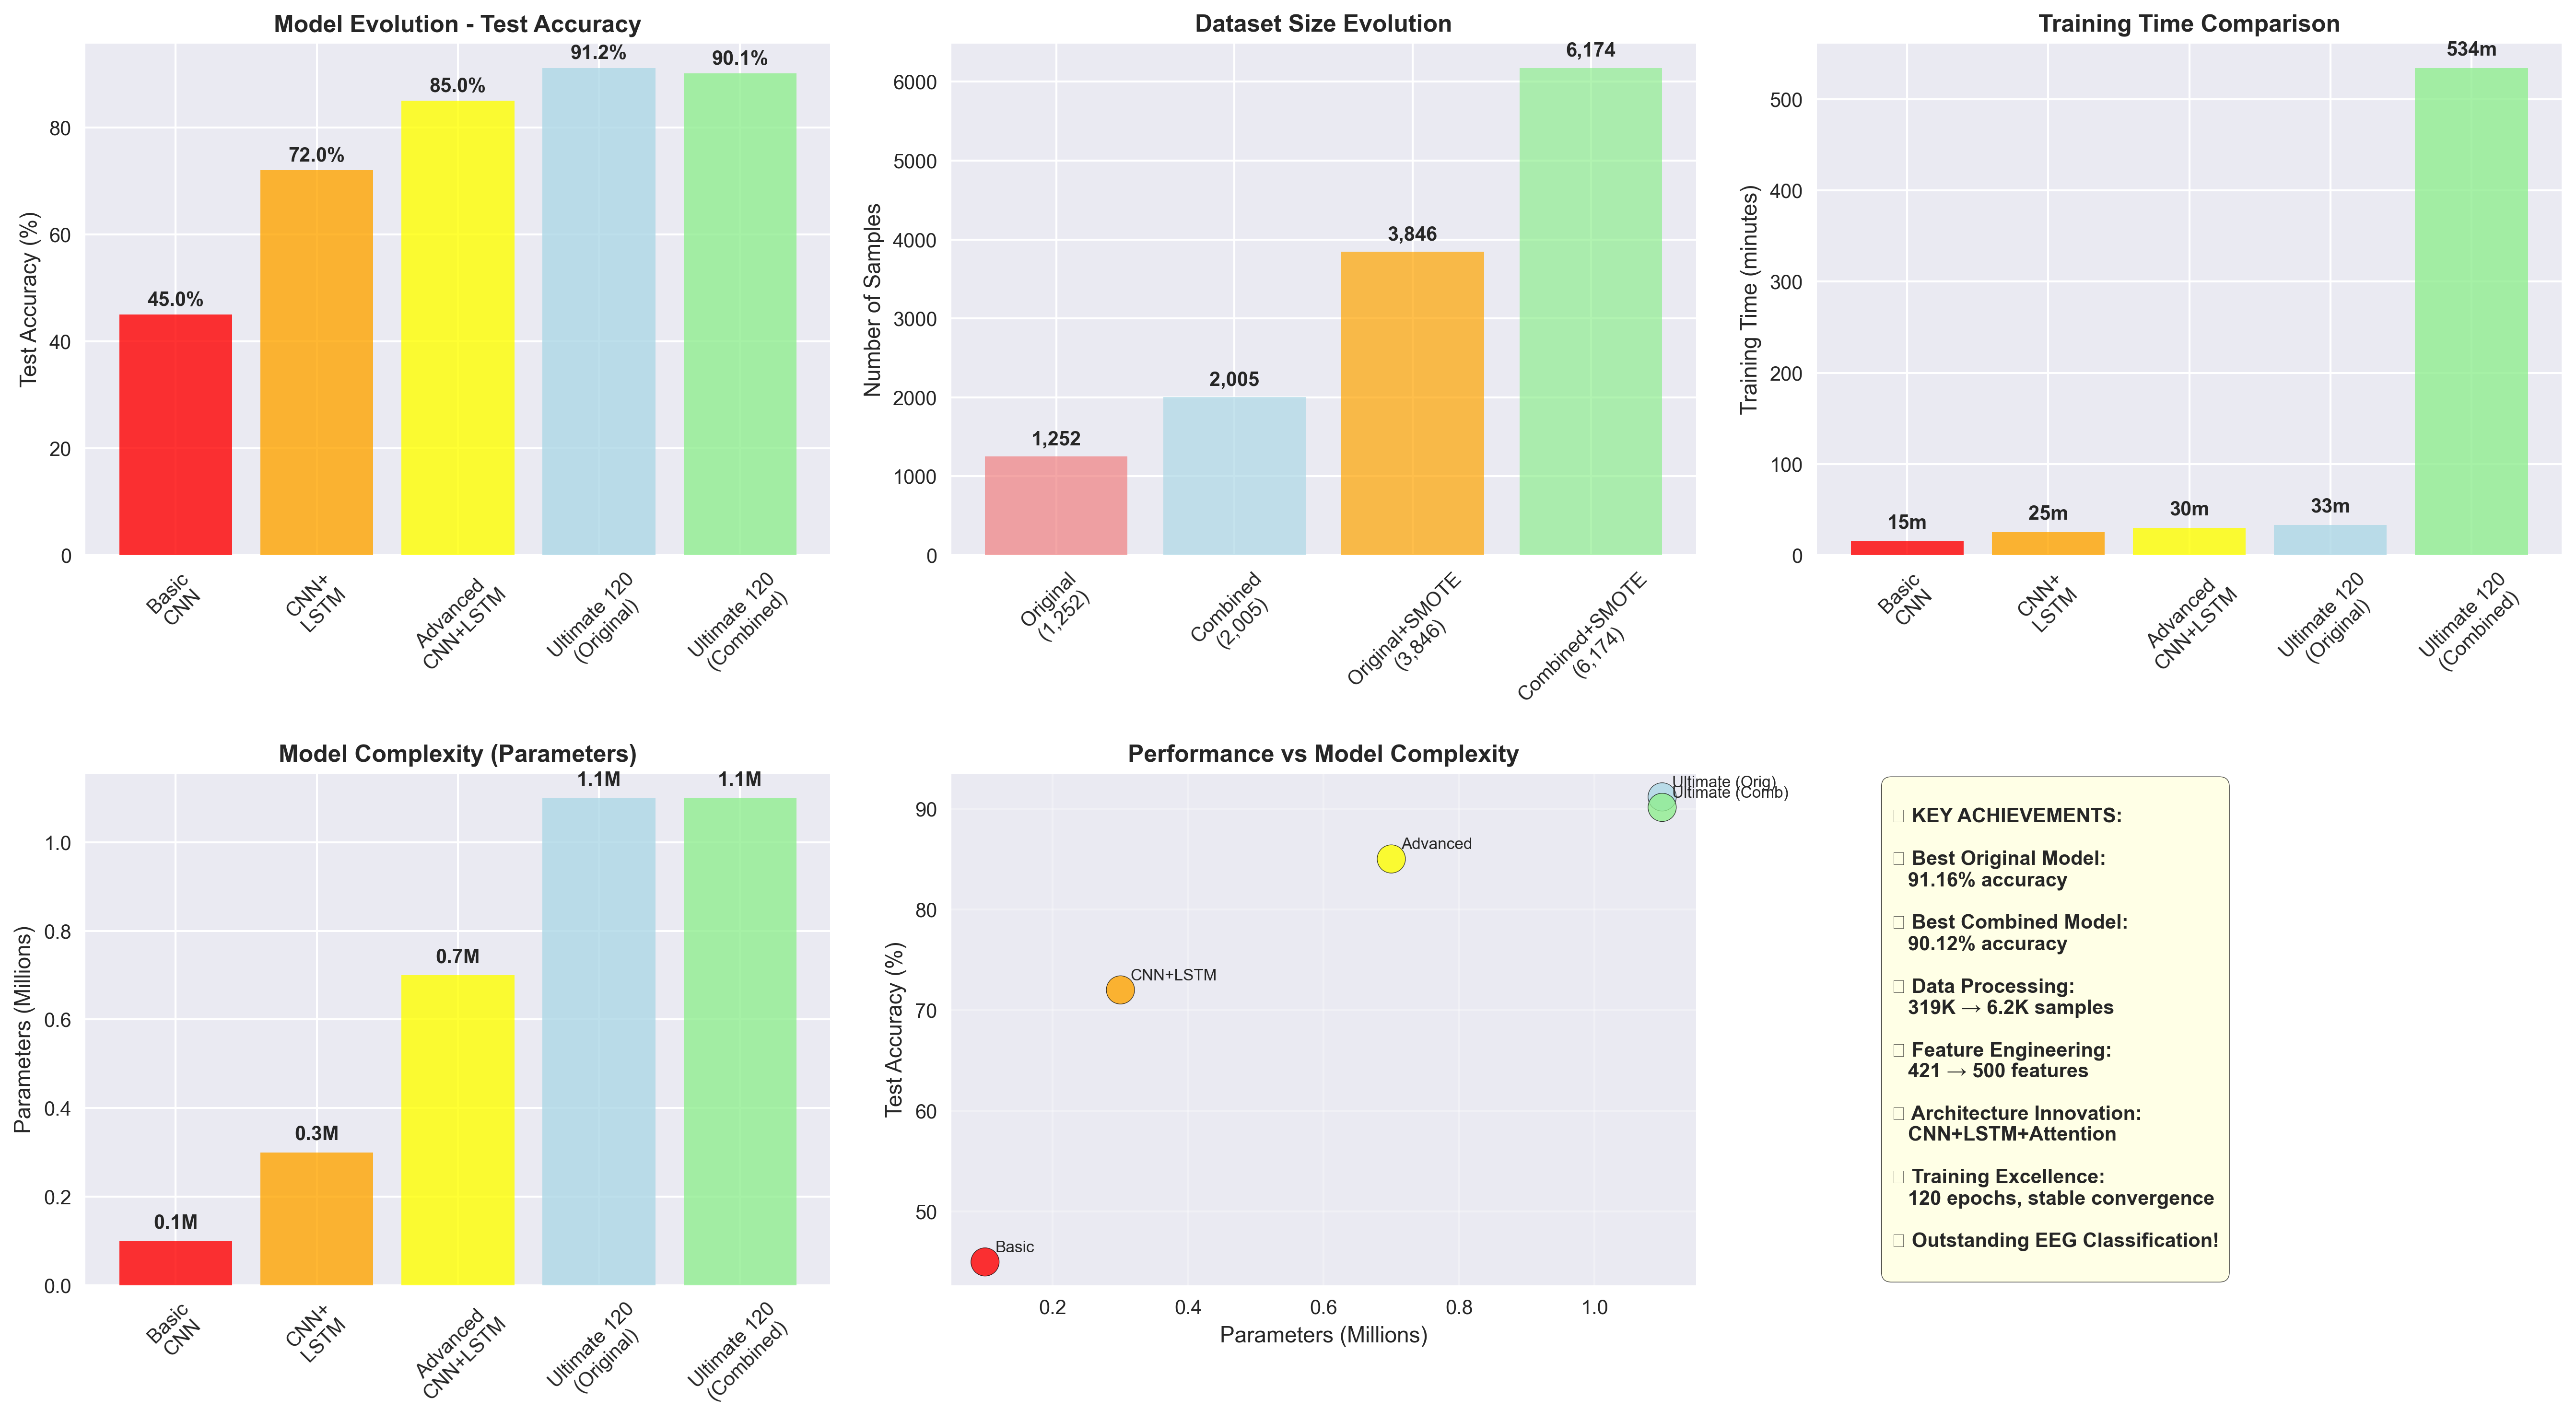 Model Evolution - Test Accuracy
Test Accuracy (%)
80
60
40
20
0
45.0%
72.0%
85.0%
91.2%
90.1%
Basic
CNN
CNN+
LSTM
Advanced
CNN+LSTM
Ultimate 120
(Original)
Ultimate 120
(Combined)
Dataset Size Evolution
Number of Samples
6000
5000
4000
3000
2000
1000
0
1,252
2,005
3,846
6,174
Original
(1,252)
Combined
(2,005)
Original+SMOTE
(3,846)
Combined+SMOTE
(6,174)
Training Time Comparison
Training Time (minutes)
500
400
300
200
100
0
15m
25m
30m
33m
534m
Basic
CNN
CNN+
LSTM
Advanced
CNN+LSTM
Ultimate 120
(Original)
Ultimate 120
(Combined)
Model Complexity (Parameters)
Parameters (Millions)
1.0
0.8
0.6
0.4
0.2
0.0
0.1M
0.3M
0.7M
1.1M
1.1M
Basic
CNN
CNN+
LSTM
Advanced
CNN+LSTM
Ultimate 120
(Original)
Ultimate 120
(Combined)
Performance vs Model Complexity
Test Accuracy (%)
90
80
70
60
50
Ultimate (Orig)
Ultimate (Comb)
Advanced
CNN+LSTM
Basic
0.2
0.4
0.6
0.8
1.0
Parameters (Millions)
KEY ACHIEVEMENTS:
Best Original Model:
91.16% accuracy
Best Combined Model:
90.12% accuracy
Data Processing:
319K → 6.2K samples
Feature Engineering:
421 → 500 features
Architecture Innovation:
CNN+LSTM+Attention
Training Excellence:
120 epochs, stable convergence
Outstanding EEG Classification!